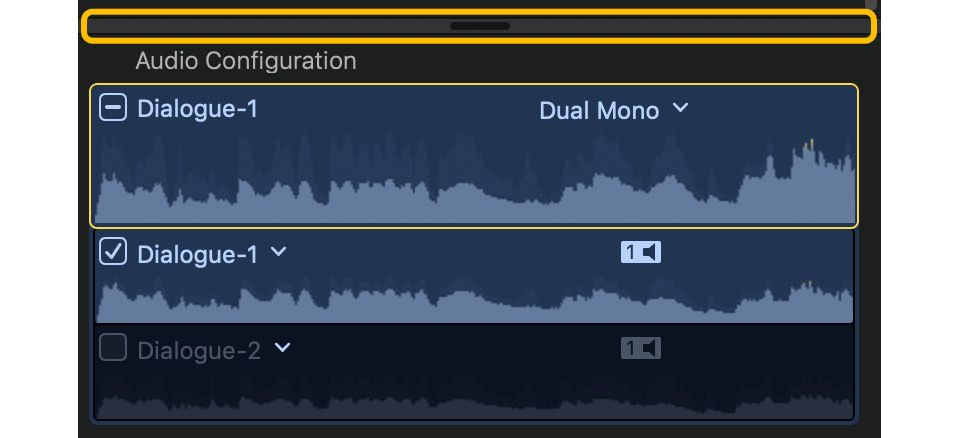 Audio Configuration
Dialogue-1 Dual Mono
Dialogue-1 1
Dialogue-2 1